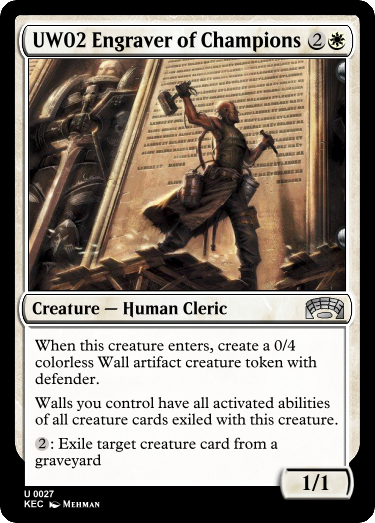 UW02 Engraver of Champions 2
Creature — Human Cleric
When this creature enters, create a 0/4
colorless Wall artifact creature token with
defender.
Walls you control have all activated abilities
of all creature cards exiled with this creature.
2: Exile target creature card from a
graveyard
1/1
U 0027
KEC Mehman